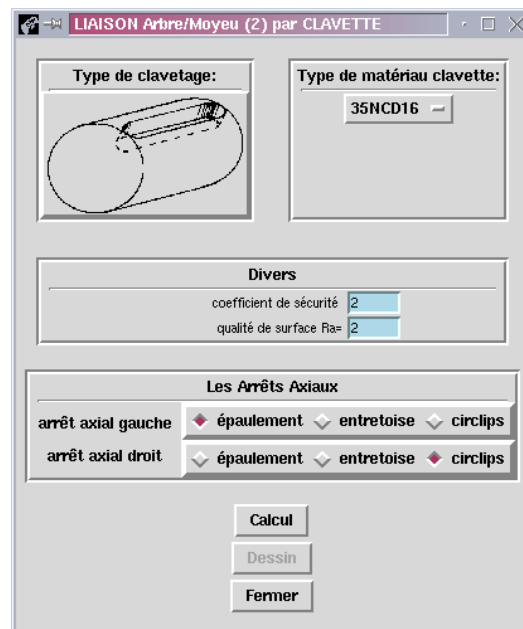 LIAISON Arbre/Moyeu (2) par CLAVETTE
Type de clavetage:
Type de matériau clavette:
35NCD16
Divers
coefficient de sécurité 2
qualité de surface Ra= 2
Les Arrêts Axiaux
arrêt axial gauche épaulement entretoise circlips
arrêt axial droit épaulement entretoise circlips
Calcul
Dessin
Fermer